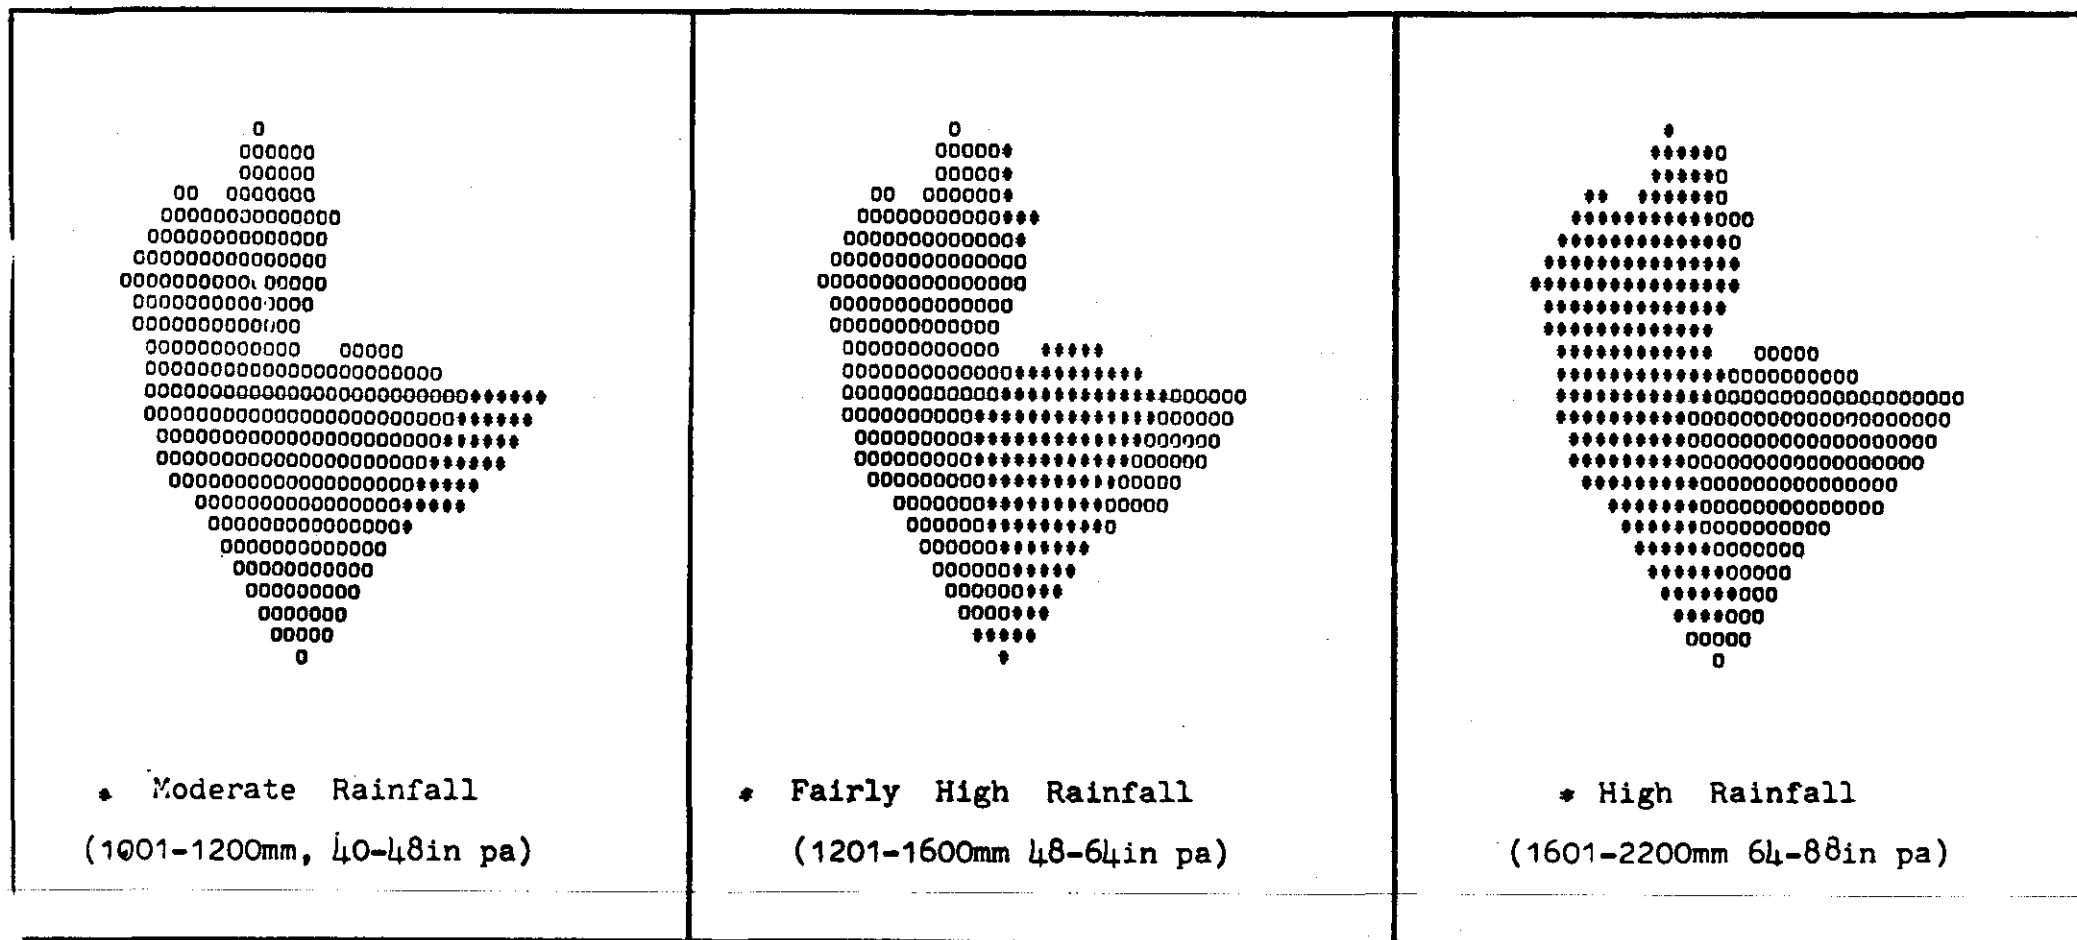 * Moderate Rainfall
(1001-1200mm, 40-48in pa)
* Fairly High Rainfall
(1201-1600mm 48-64in pa)
* High Rainfall
(1601-2200mm 64-88in pa)